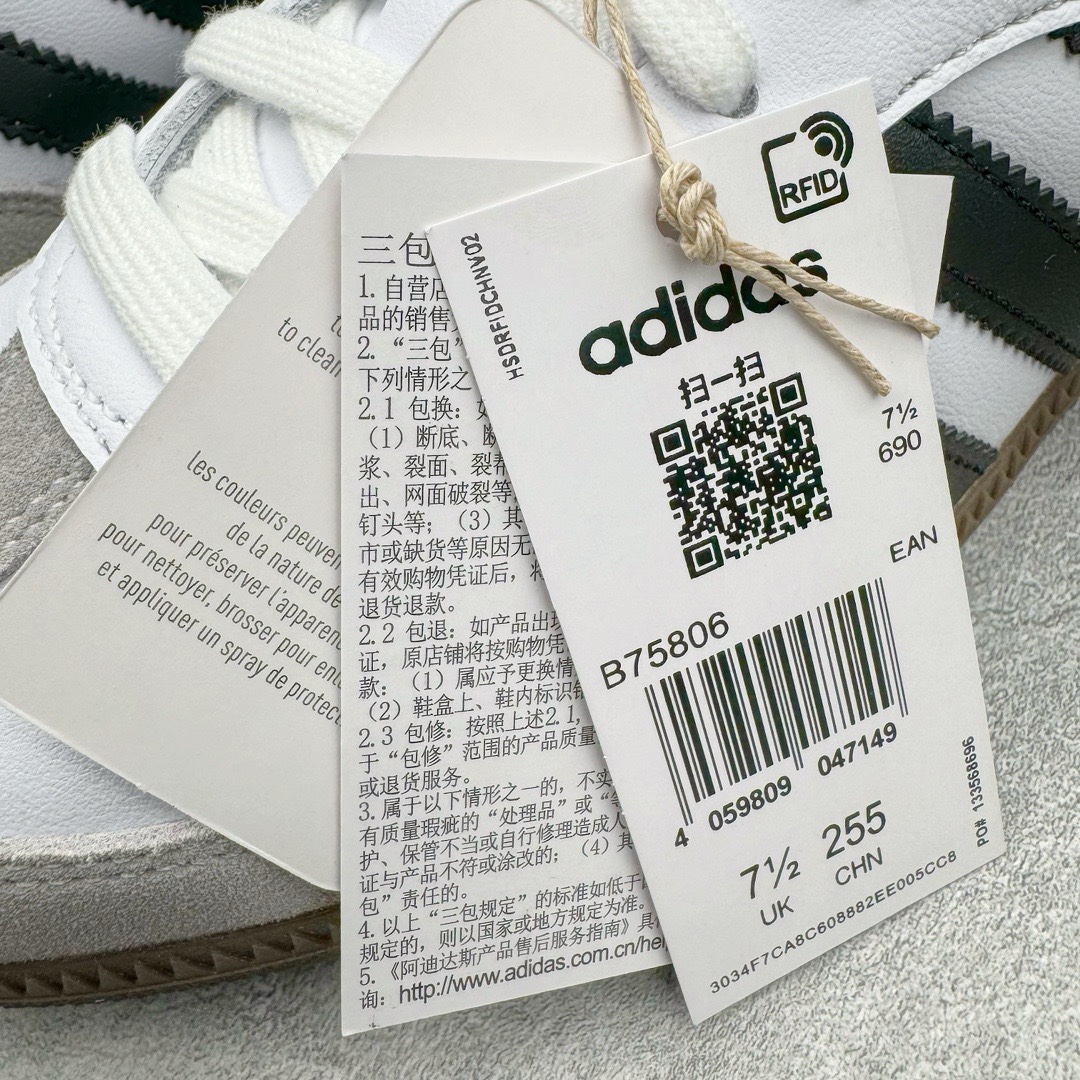 to clean
les couleurs peuven
de la nature de
pour préserver l'apparen
pour nettoyer, brosser pour en
et appliquer un spray de protec
三包
1. 自营店
品的销售
2. “三包”
下列情形之
2.1 包换：如
（1）断底、断
浆、裂面、裂帮
出、网面破裂等
钉头等；（3）其
市或缺货等原因无
有效购物凭证后，将
退货退款。
2.2 包退：如产品出现
证，原店铺将按购物凭
款：（1）属应予更换情
（2）鞋盒上、鞋内标识
2.3 包修：按照上述2.1，
于“包修”范围的产品质量
或退货服务。
3. 属于以下情形之一的，不实
有质量瑕疵的“处理品”或“等
护、保管不当或自行修理造成人
证与产品不符或涂改的；（4）其
包”责任的。
4. 以上“三包规定”的标准如低于
规定的，则以国家或地方规定为准。
5. 《阿迪达斯产品售后服务指南》具
询：http://www.adidas.com.cn/hel
RFID
HSDRFIDCHNV02
adidas
扫一扫
7½
690
EAN
B75806
4 059809 047149
7½ 255
UK CHN
PO# 133568696
3034F7CA8C608882EE005CC8